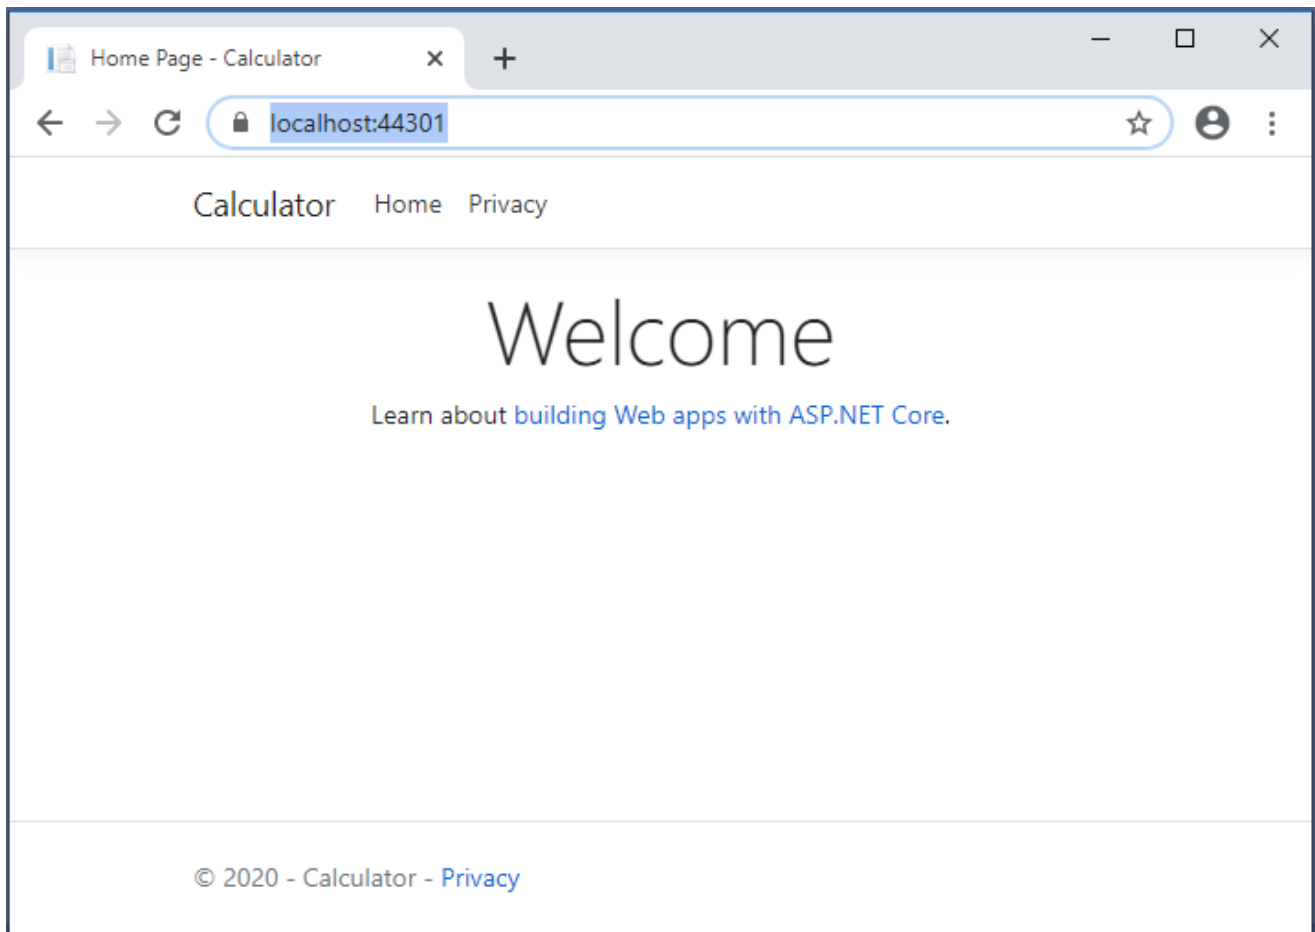 Home Page - Calculator
localhost:44301
Calculator Home Privacy
Welcome
Learn about building Web apps with ASP.NET Core.
© 2020 - Calculator - Privacy